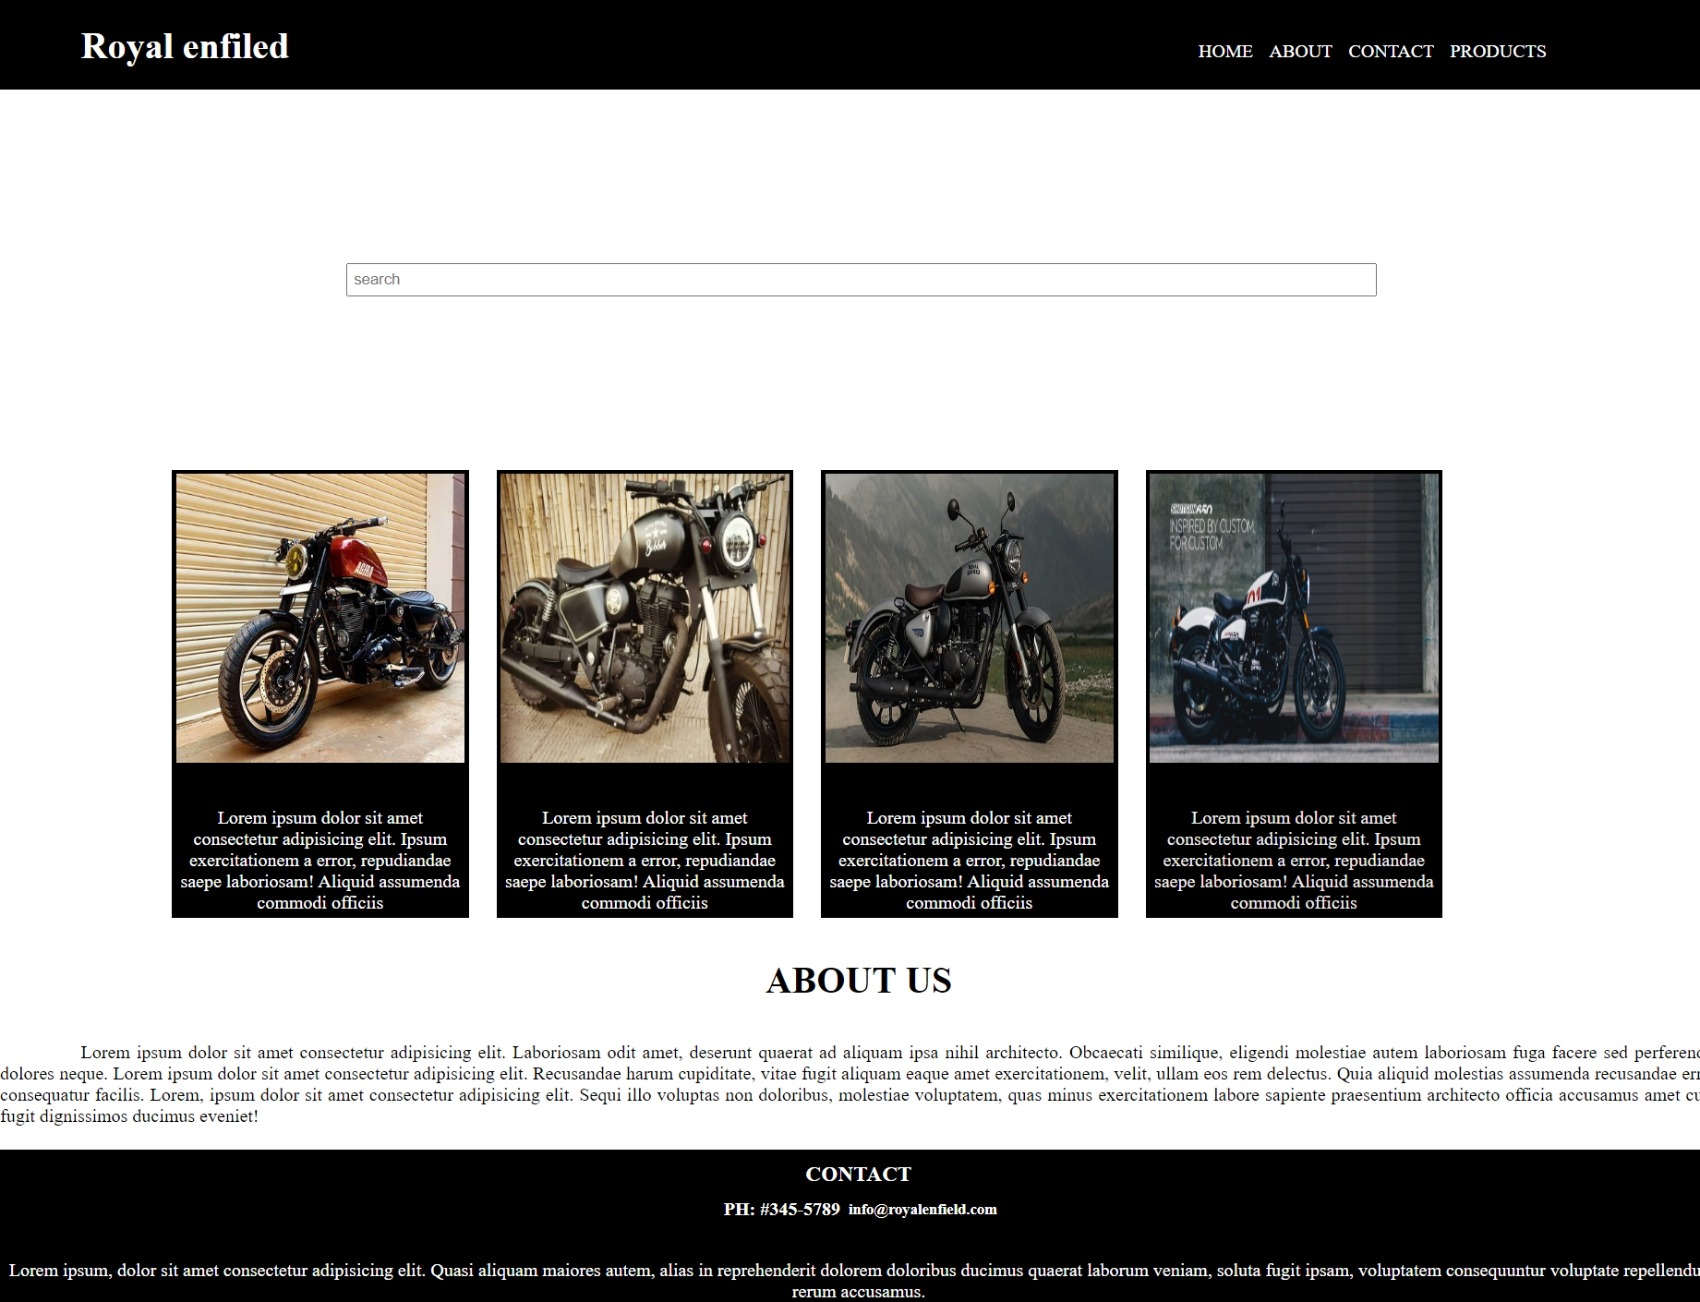 Royal enfiled
HOME ABOUT CONTACT PRODUCTS
search
AGIRA
Bobber
SHOTGUN 650
INSPIRED BY CUSTOM
FOR CUSTOM
Lorem ipsum dolor sit amet
consectetur adipisicing elit. Ipsum
exercitationem a error, repudiandae
saepe laboriosam! Aliquid assumenda
commodi officiis
Lorem ipsum dolor sit amet
consectetur adipisicing elit. Ipsum
exercitationem a error, repudiandae
saepe laboriosam! Aliquid assumenda
commodi officiis
Lorem ipsum dolor sit amet
consectetur adipisicing elit. Ipsum
exercitationem a error, repudiandae
saepe laboriosam! Aliquid assumenda
commodi officiis
Lorem ipsum dolor sit amet
consectetur adipisicing elit. Ipsum
exercitationem a error, repudiandae
saepe laboriosam! Aliquid assumenda
commodi officiis
ABOUT US
Lorem ipsum dolor sit amet consectetur adipisicing elit. Laboriosam odit amet, deserunt quaerat ad aliquam ipsa nihil architecto. Obcaecati similique, eligendi molestiae autem laboriosam fuga facere sed perferend
dolores neque. Lorem ipsum dolor sit amet consectetur adipisicing elit. Recusandae harum cupiditate, vitae fugit aliquam eaque amet exercitationem, velit, ullam eos rem delectus. Quia aliquid molestias assumenda recusandae err
consequatur facilis. Lorem, ipsum dolor sit amet consectetur adipisicing elit. Sequi illo voluptas non doloribus, molestiae voluptatem, quas minus exercitationem labore sapiente praesentium architecto officia accusamus amet cu
fugit dignissimos ducimus eveniet!
CONTACT
PH: #345-5789 info@royalenfield.com
Lorem ipsum, dolor sit amet consectetur adipisicing elit. Quasi aliquam maiores autem, alias in reprehenderit dolorem doloribus ducimus quaerat laborum veniam, soluta fugit ipsam, voluptatem consequuntur voluptate repellendu
rerum accusamus.